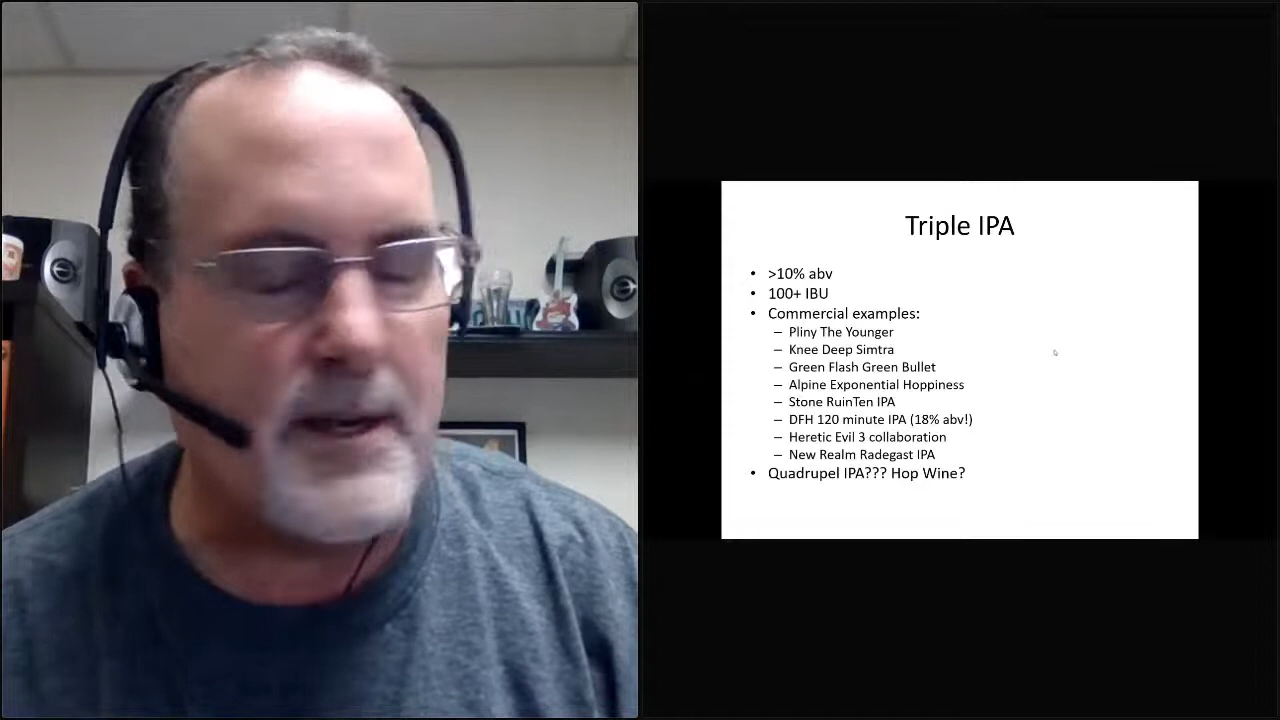 Triple IPA
• >10% abv
• 100+ IBU
• Commercial examples:
– Pliny The Younger
– Knee Deep Simtra
– Green Flash Green Bullet
– Alpine Exponential Hoppiness
– Stone RuinTen IPA
– DFH 120 minute IPA (18% abv!)
– Heretic Evil 3 collaboration
– New Realm Radegast IPA
• Quadrupel IPA??? Hop Wine?